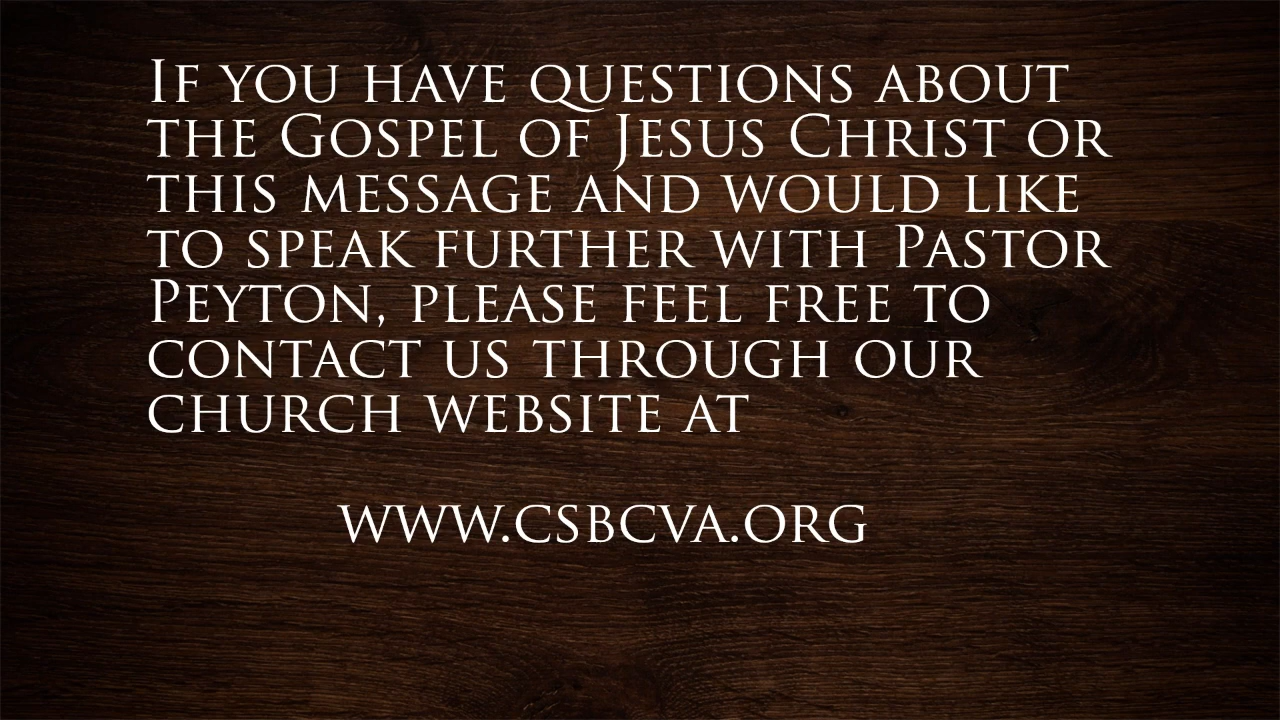 If you have questions about
the Gospel of Jesus Christ or
this message and would like
to speak further with Pastor
Peyton, please feel free to
contact us through our
church website at
www.csbcva.org